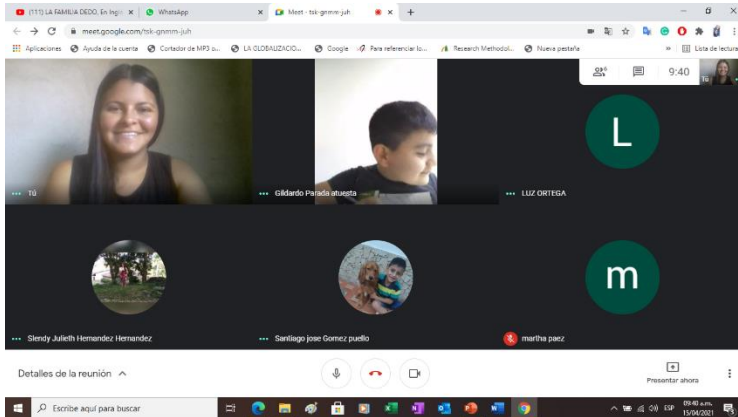 (111) LA FAMILIA DEDO. En Ingl
WhatsApp
Meet - tsk-gnmm-juh
meet.google.com/tsk-gnmm-juh
Aplicaciones
Ayuda de la cuenta
Cortador de MP3 o...
LA GLOBALIZACIÓ...
Google
Para referenciar lo...
Research Methodol...
Nueva pestaña
Lista de lectura
9:40
Tú
L
Tú
Gildardo Parada atuesta
LUZ ORTEGA
m
Slendy Julieth Hernandez Hernandez
Santiago jose Gomez puello
martha paez
Detalles de la reunión
Presentar ahora
Escribe aquí para buscar
ESP
09:40 a.m.
15/04/2021